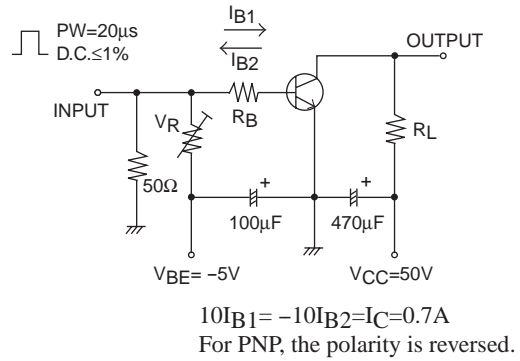 PW=20μs
D.C.≤1%
IB1
IB2
OUTPUT
INPUT
VR
RB
RL
50Ω
+
+
100μF
470μF
VBE= −5V
VCC=50V
10IB1= −10IB2=IC=0.7A
For PNP, the polarity is reversed.